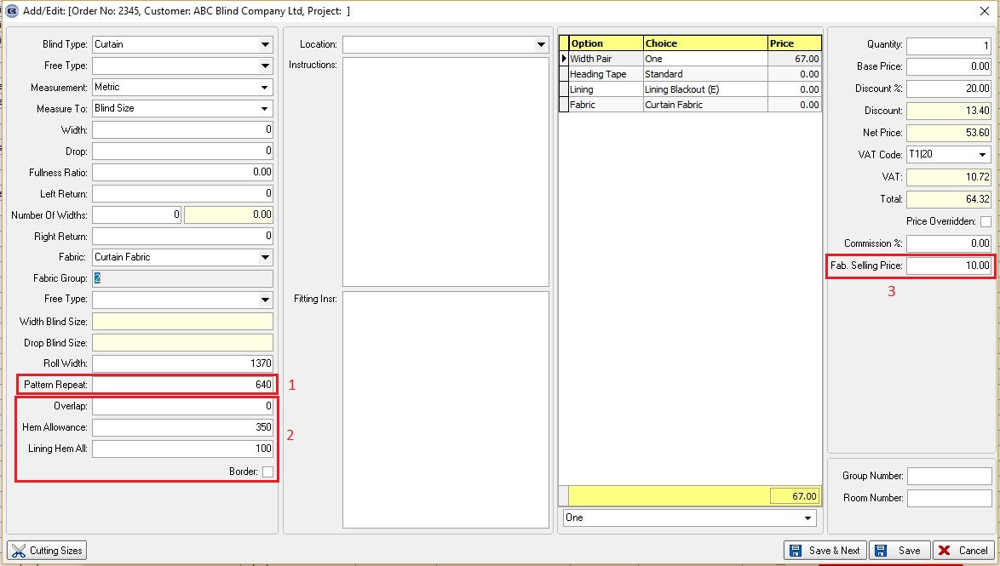 Add/Edit: [Order No: 2345, Customer: ABC Blind Company Ltd, Project:  ]
Blind Type: Curtain
Free Type:
Measurement: Metric
Measure To: Blind Size
Width: 0
Drop: 0
Fullness Ratio: 0.00
Left Return: 0
Number Of Widths: 0 0.00
Right Return: 0
Fabric: Curtain Fabric
Fabric Group: 2
Free Type:
Width Blind Size:
Drop Blind Size:
Roll Width: 1370
Pattern Repeat: 640
1
Overlap: 0
Hem Allowance: 350
Lining Hem All: 100
Border:
2
Location:
Instructions:
Fitting Insr:
Option Choice Price
Width Pair One 67.00
Heading Tape Standard 0.00
Lining Lining Blackout (E) 0.00
Fabric Curtain Fabric 0.00
67.00
One
Quantity: 1
Base Price: 0.00
Discount %: 20.00
Discount: 13.40
Net Price: 53.60
VAT Code: T1|20
VAT: 10.72
Total: 64.32
Price Overridden:
Commission %: 0.00
Fab. Selling Price: 10.00
3
Group Number:
Room Number:
Cutting Sizes
Save & Next
Save
Cancel